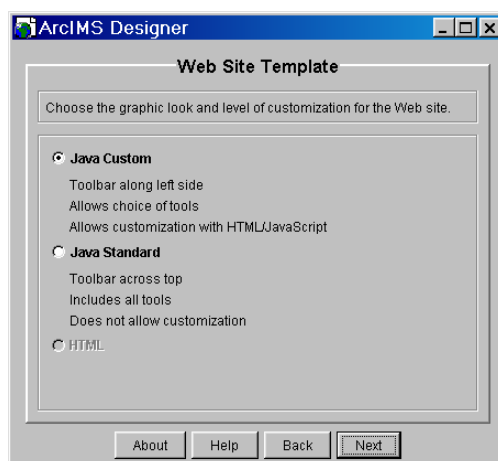 ArcIMS Designer
Web Site Template
Choose the graphic look and level of customization for the Web site.
Java Custom
Toolbar along left side
Allows choice of tools
Allows customization with HTML/JavaScript
Java Standard
Toolbar across top
Includes all tools
Does not allow customization
HTML
About Help Back Next